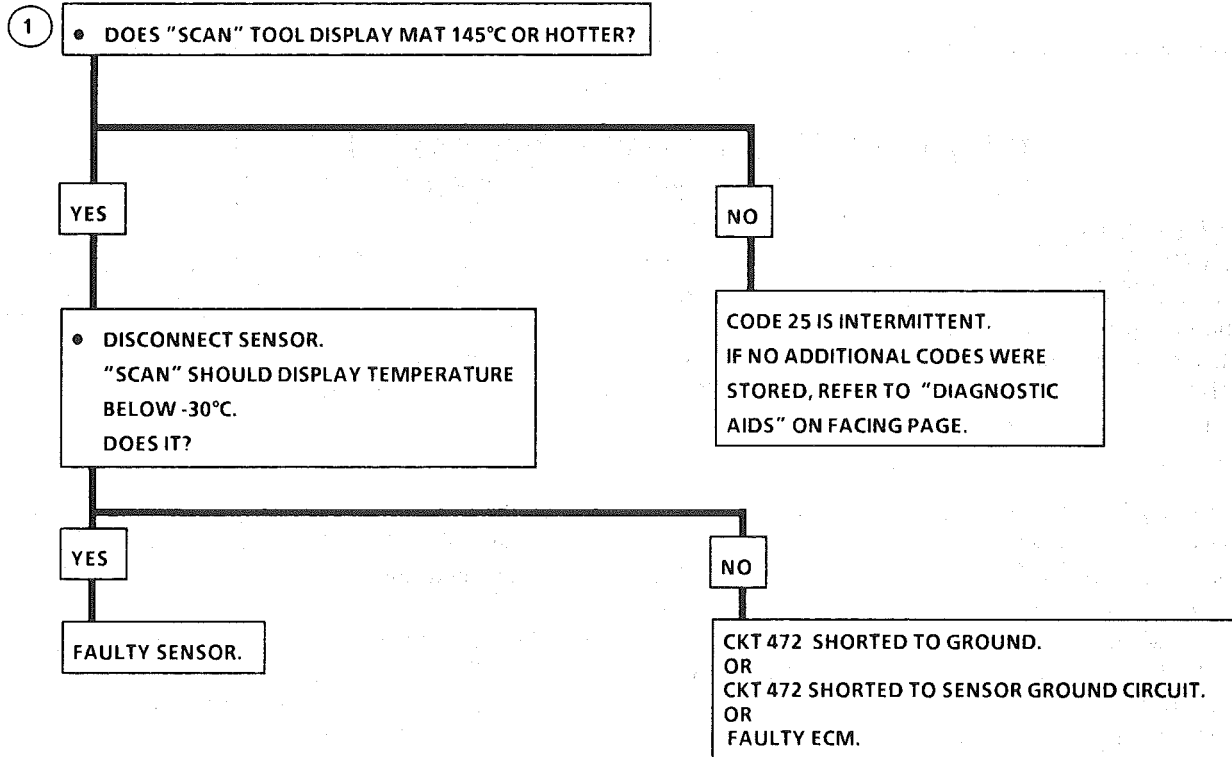 1
• DOES "SCAN" TOOL DISPLAY MAT 145°C OR HOTTER?
YES
NO
• DISCONNECT SENSOR.
"SCAN" SHOULD DISPLAY TEMPERATURE
BELOW -30°C.
DOES IT?
CODE 25 IS INTERMITTENT.
IF NO ADDITIONAL CODES WERE
STORED, REFER TO "DIAGNOSTIC
AIDS" ON FACING PAGE.
YES
NO
FAULTY SENSOR.
CKT 472 SHORTED TO GROUND.
OR
CKT 472 SHORTED TO SENSOR GROUND CIRCUIT.
OR
FAULTY ECM.